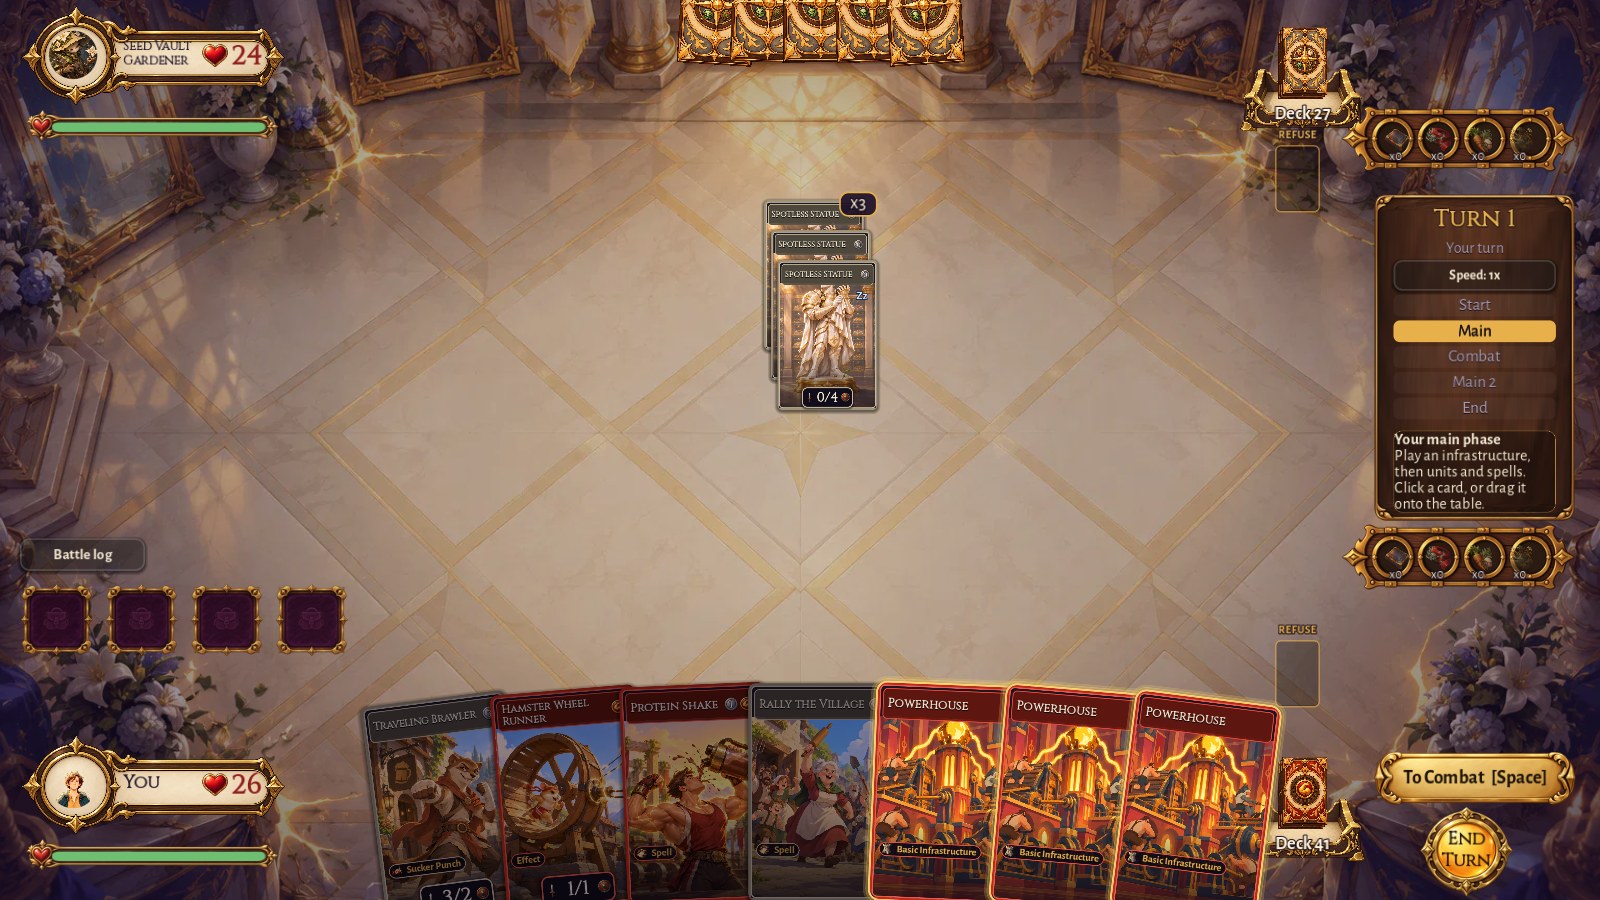 SEED VAULT
GARDENER
24
Deck 27
REFUSE
x0
x0
x0
x0
X3
SPOTLESS STATUE
SPOTLESS STATUE
SPOTLESS STATUE
Zz
! 0/4
TURN 1
Your turn
Speed: 1x
Start
Main
Combat
Main 2
End
Your main phase
Play an infrastructure,
then units and spells.
Click a card, or drag it
onto the table.
Battle log
x0
x0
x0
x0
REFUSE
TRAVELING BRAWLER
Sucker Punch
! 3/2
HAMSTER WHEEL
RUNNER
Effect
! 1/1
PROTEIN SHAKE
Spell
RALLY THE VILLAGE
Spell
POWERHOUSE
Basic Infrastructure
POWERHOUSE
Basic Infrastructure
POWERHOUSE
Basic Infrastructure
YOU
26
Deck 41
To Combat [Space]
END
TURN